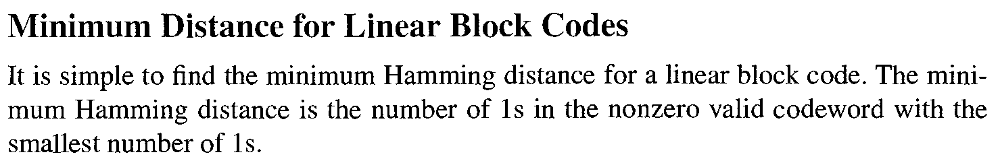 Minimum Distance for Linear Block Codes
It is simple to find the minimum Hamming distance for a linear block code. The mini-
mum Hamming distance is the number of 1s in the nonzero valid codeword with the
smallest number of 1s.